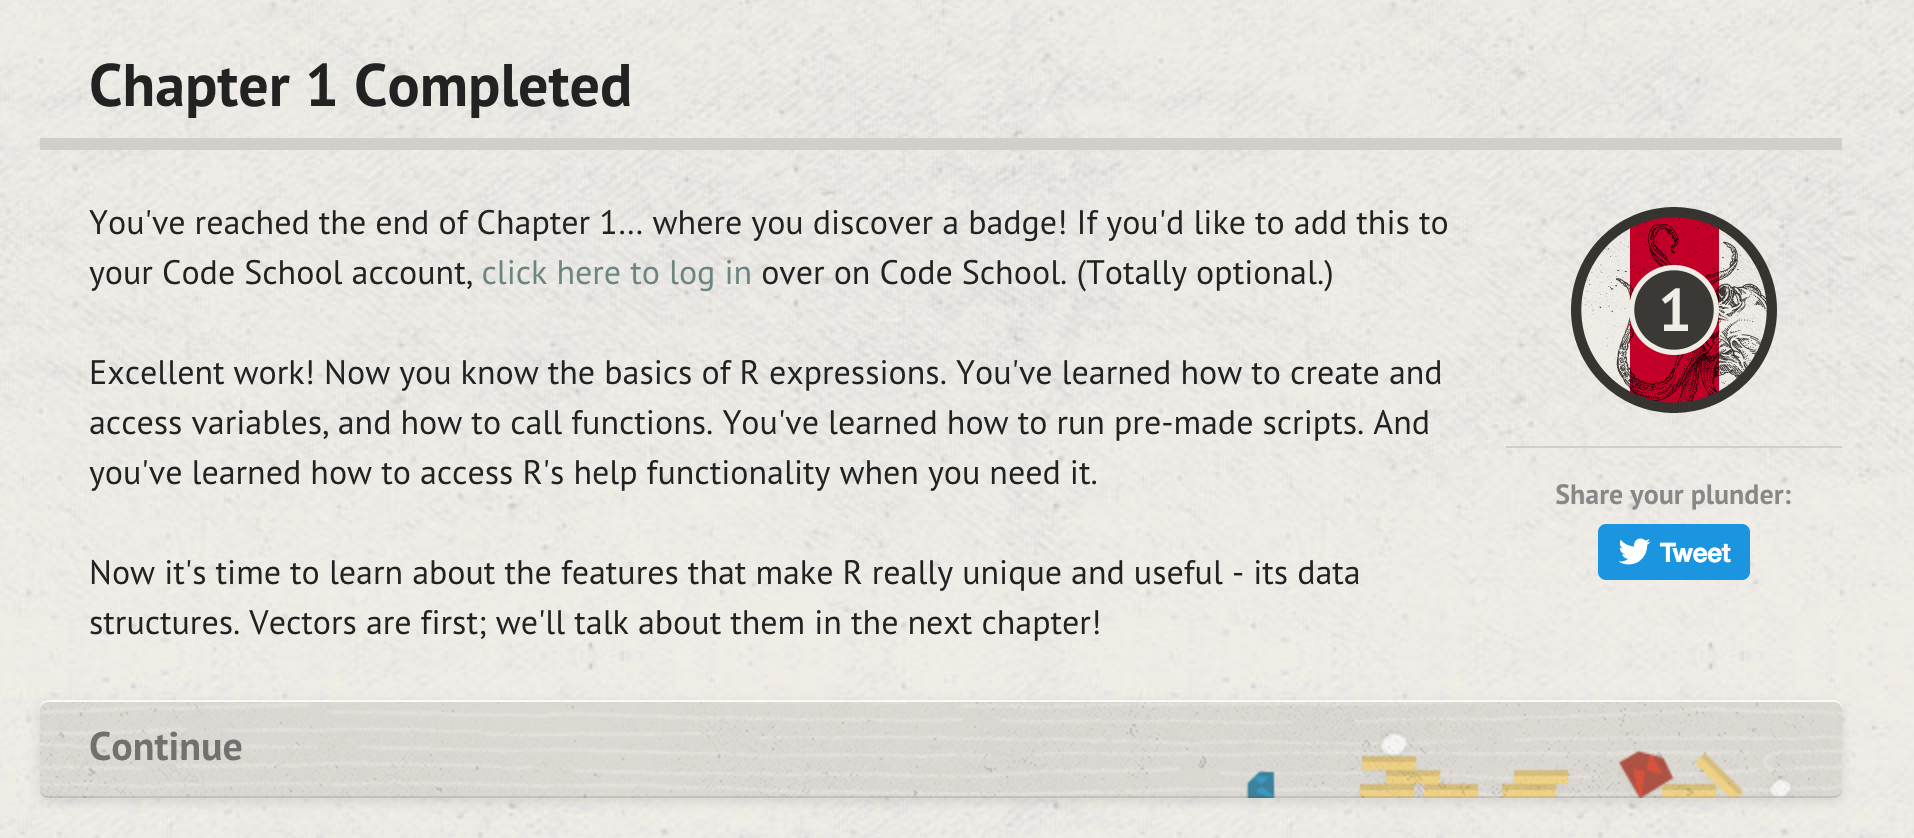 Chapter 1 Completed
You've reached the end of Chapter 1... where you discover a badge! If you'd like to add this to
your Code School account, click here to log in over on Code School. (Totally optional.)
1
Excellent work! Now you know the basics of R expressions. You've learned how to create and
access variables, and how to call functions. You've learned how to run pre-made scripts. And
you've learned how to access R's help functionality when you need it.
Share your plunder:
Tweet
Now it's time to learn about the features that make R really unique and useful - its data
structures. Vectors are first; we'll talk about them in the next chapter!
Continue